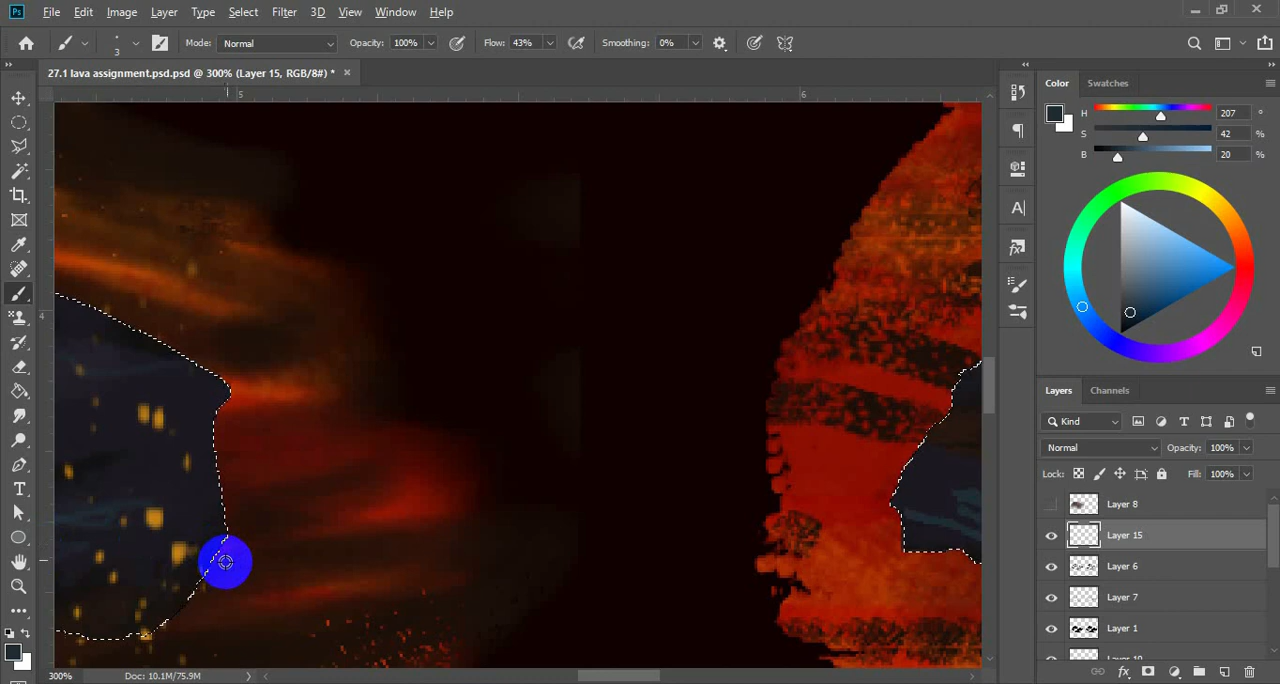 Ps File Edit Image Layer Type Select Filter 3D View Window Help
3 Mode: Normal Opacity: 100% Flow: 43% Smoothing: 0%
27.1 lava assignment.psd.psd @ 300% (Layer 15, RGB/8#) *
5 6
4
Color Swatches
H 207 °
S 42 %
B 20 %
Layers Channels
Kind
Normal Opacity: 100%
Lock: Fill: 100%
Layer 8
Layer 15
Layer 6
Layer 7
Layer 1
300% Doc: 10.1M/75.9M